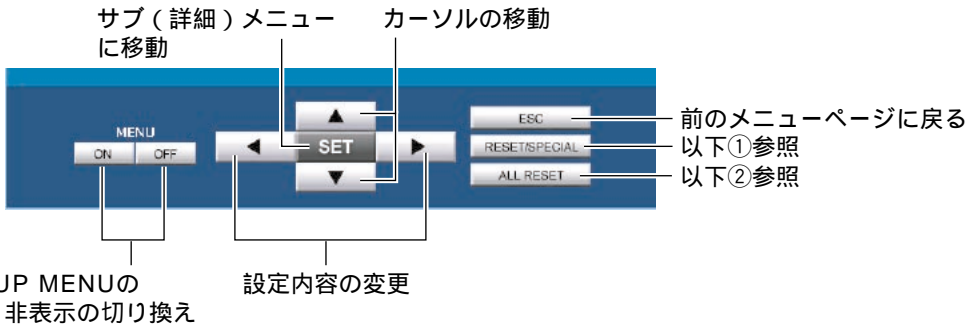 サブ（詳細）メニュー
に移動
カーソルの移動
MENU
ON
OFF
▲
◀
SET
▶
▼
ESC
RESET/SPECIAL
ALL RESET
前のメニューページに戻る
以下①参照
以下②参照
UP MENUの
非表示の切り換え
設定内容の変更